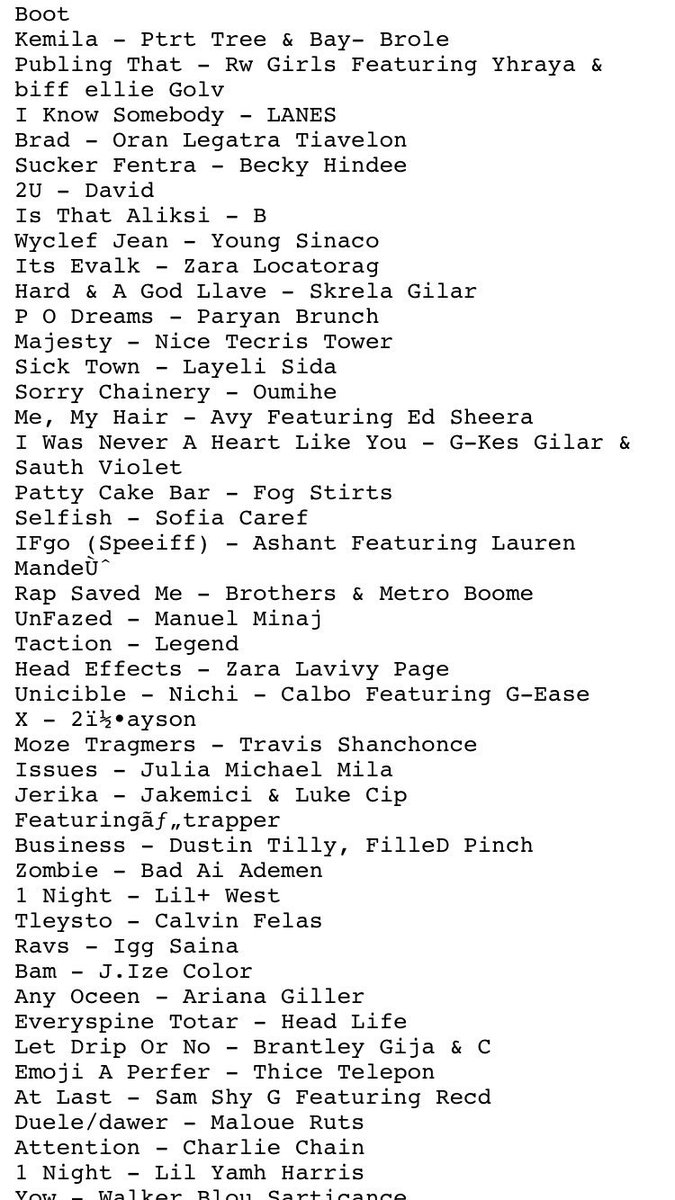 Boot
Kemila – Ptrt Tree & Bay– Brole
Publing That – Rw Girls Featuring Yhraya &
biff ellie Golv
I Know Somebody – LANES
Brad – Oran Legatra Tiavelon
Sucker Fentra – Becky Hindee
2U – David
Is That Aliksi – B
Wyclef Jean – Young Sinaco
Its Evalk – Zara Locatorag
Hard & A God Llave – Skrela Gilar
P O Dreams – Paryan Brunch
Majesty – Nice Tecris Tower
Sick Town – Layeli Sida
Sorry Chainery – Oumihe
Me, My Hair – Avy Featuring Ed Sheera
I Was Never A Heart Like You – G-Kes Gilar &
Sauth Violet
Patty Cake Bar – Fog Stirts
Selfish – Sofia Caref
IFgo (Speeiff) – Ashant Featuring Lauren
MandeÙˆ
Rap Saved Me – Brothers & Metro Boome
UnFazed – Manuel Minaj
Taction – Legend
Head Effects – Zara Lavivy Page
Unicible – Nichi – Calbo Featuring G-Ease
X – 2ï½•ayson
Moze Tragmers – Travis Shanchonce
Issues – Julia Michael Mila
Jerika – Jakemici & Luke Cip
Featuringãƒ„trapper
Business – Dustin Tilly, FilleD Pinch
Zombie – Bad Ai Ademen
1 Night – Lil+ West
Tleysto – Calvin Felas
Ravs – Igg Saina
Bam – J.Ize Color
Any Oceen – Ariana Giller
Everyspine Totar – Head Life
Let Drip Or No – Brantley Gija & C
Emoji A Perfer – Thice Telepon
At Last – Sam Shy G Featuring Recd
Duele/dawer – Maloue Ruts
Attention – Charlie Chain
1 Night – Lil Yamh Harris
Yow – Walker Blou Sarticance